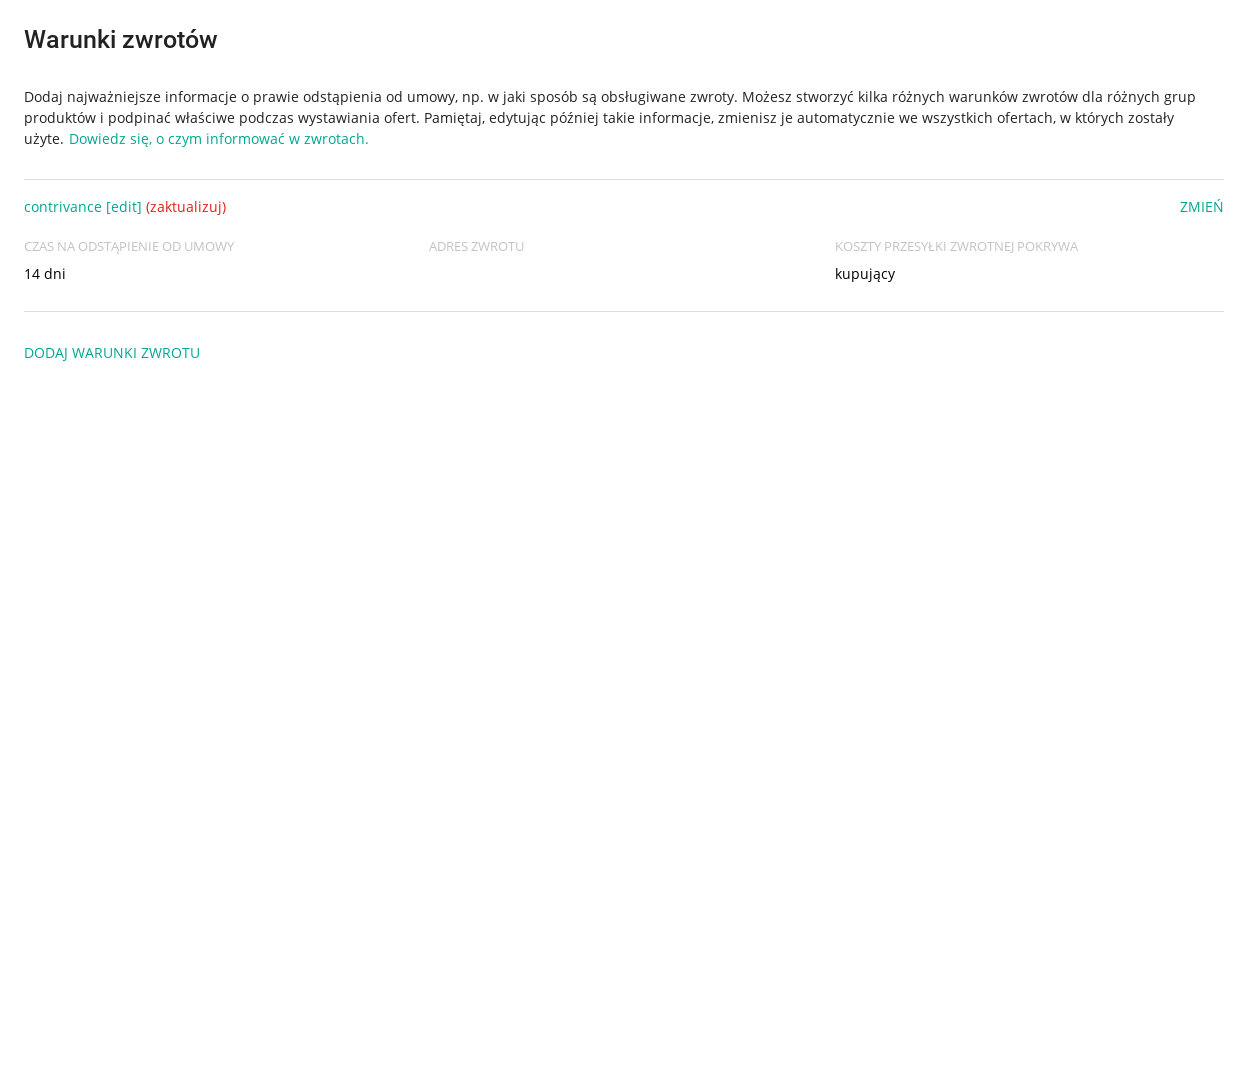 Warunki zwrotów
Dodaj najważniejsze informacje o prawie odstąpienia od umowy, np. w jaki sposób są obsługiwane zwroty. Możesz stworzyć kilka różnych warunków zwrotów dla różnych grup
produktów i podpinać właściwe podczas wystawiania ofert. Pamiętaj, edytując później takie informacje, zmienisz je automatycznie we wszystkich ofertach, w których zostały
użyte. Dowiedz się, o czym informować w zwrotach.
contrivance [edit] (zaktualizuj) ZMIEŃ
CZAS NA ODSTĄPIENIE OD UMOWY ADRES ZWROTU KOSZTY PRZESYŁKI ZWROTNEJ POKRYWA
14 dni kupujący
DODAJ WARUNKI ZWROTU